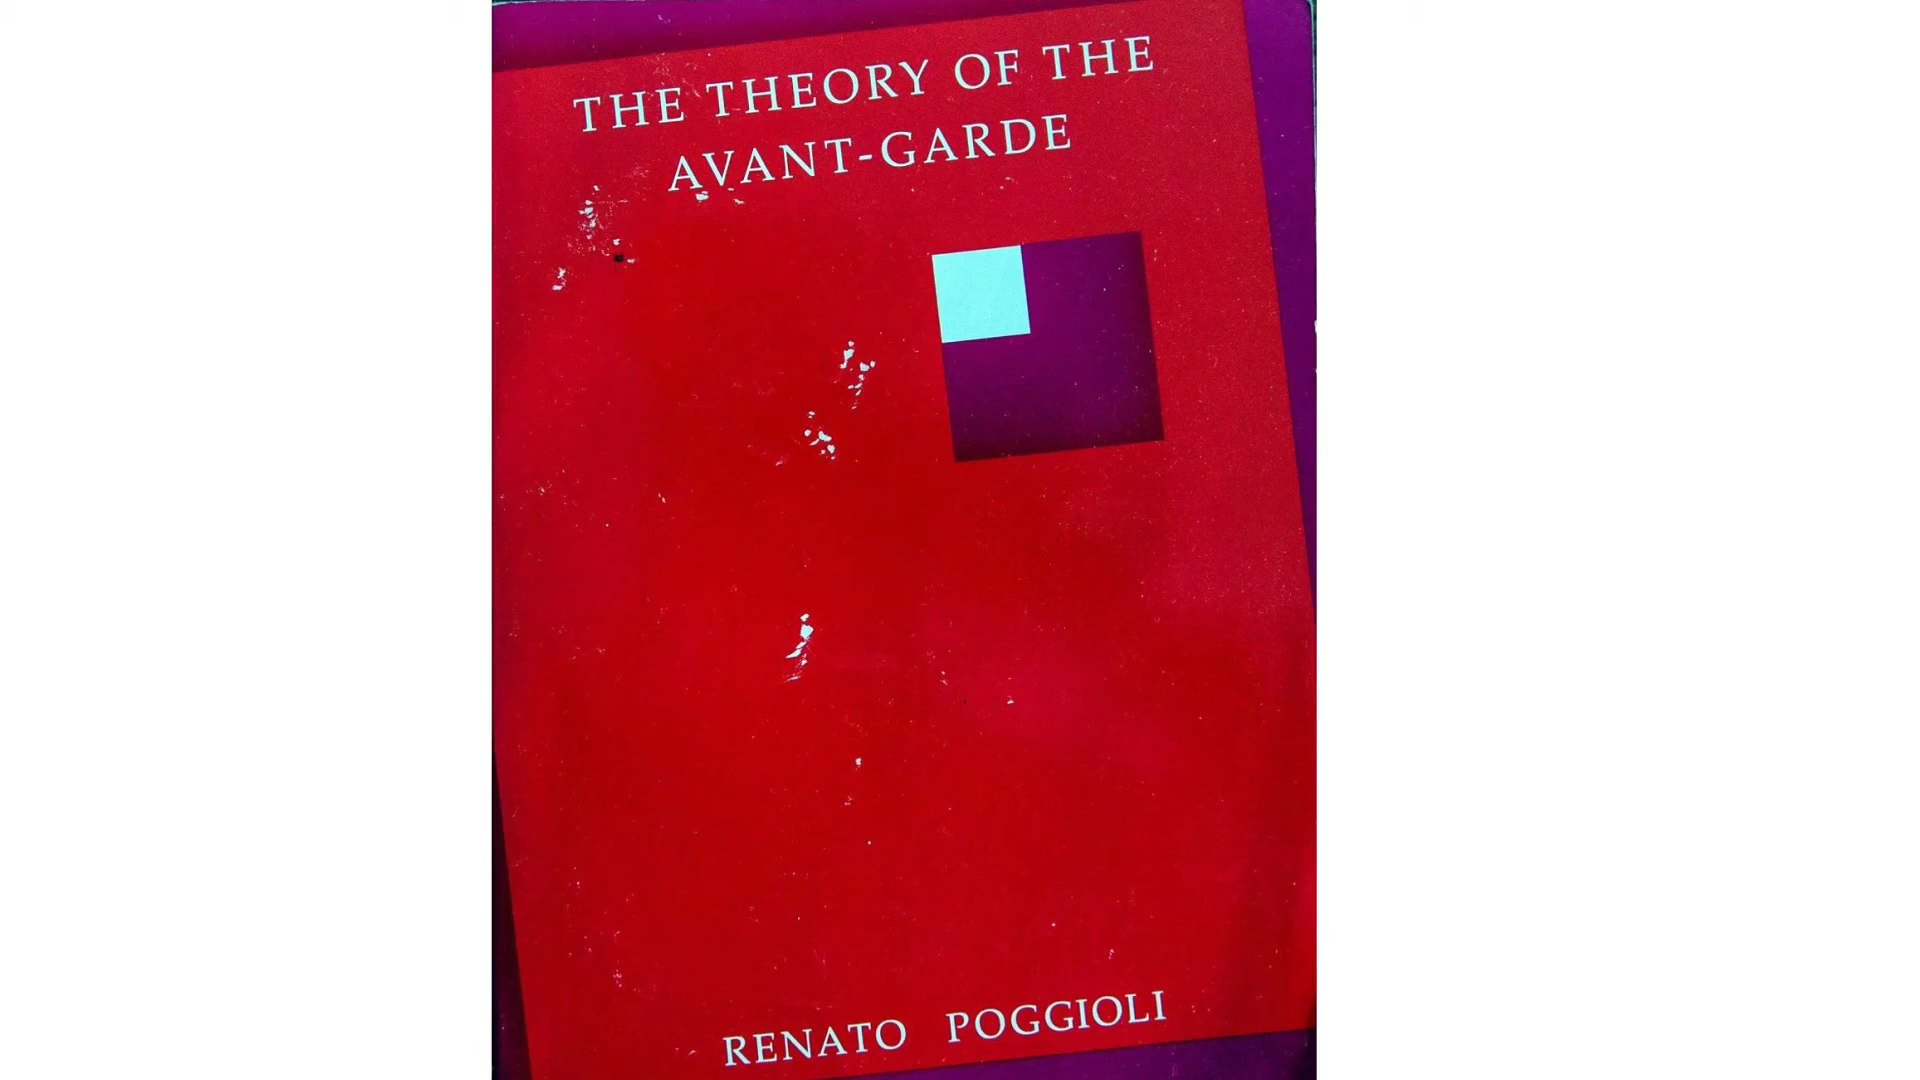 THE THEORY OF THE
AVANT-GARDE
RENATO POGGIOLI